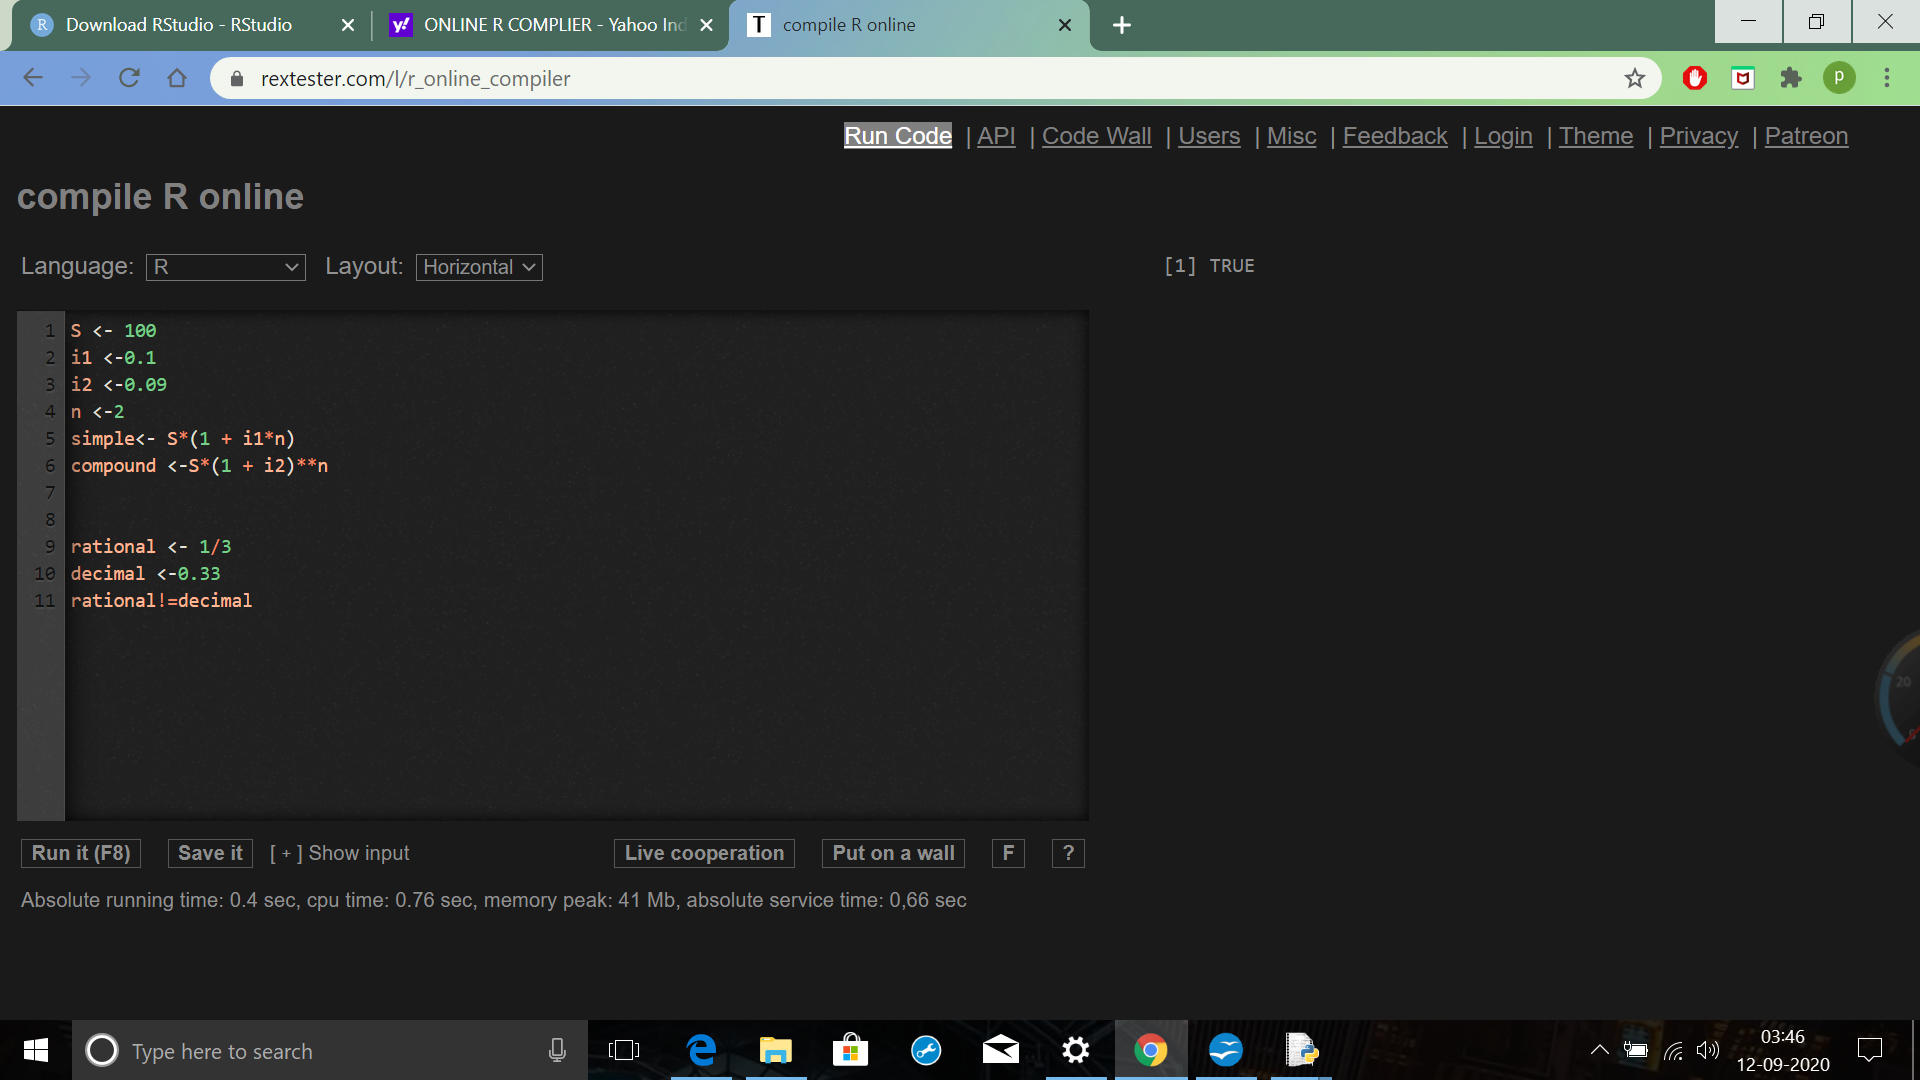 Download RStudio - RStudio
ONLINE R COMPLIER - Yahoo Ind
compile R online
rextester.com/l/r_online_compiler
Run Code | API | Code Wall | Users | Misc | Feedback | Login | Theme | Privacy | Patreon
compile R online
Language: R Layout: Horizontal
[1] TRUE
1 S <- 100
2 i1 <-0.1
3 i2 <-0.09
4 n <-2
5 simple<- S*(1 + i1*n)
6 compound <-S*(1 + i2)**n
7
8
9 rational <- 1/3
10 decimal <-0.33
11 rational!=decimal
20
Run it (F8) Save it [ + ] Show input Live cooperation Put on a wall F ?
Absolute running time: 0.4 sec, cpu time: 0.76 sec, memory peak: 41 Mb, absolute service time: 0,66 sec
Type here to search
03:46
12-09-2020